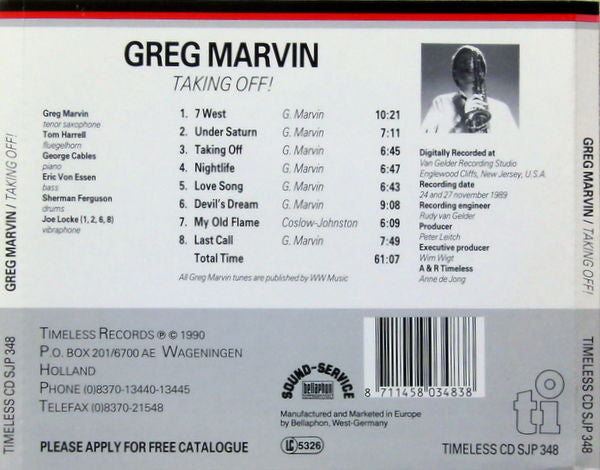 GREG MARVIN
TAKING OFF!
Greg Marvin
tenor saxophone
Tom Harrell
fluegelhorn
George Cables
piano
Eric Von Essen
bass
Sherman Ferguson
drums
Joe Locke (1, 2, 6, 8)
vibraphone
1. 7 West G. Marvin 10:21
2. Under Saturn G. Marvin 7:11
3. Taking Off G. Marvin 6:45
4. Nightlife G. Marvin 6:47
5. Love Song G. Marvin 6:43
6. Devil's Dream G. Marvin 9:08
7. My Old Flame Coslow-Johnston 6:09
8. Last Call G. Marvin 7:49
Total Time 61:07
All Greg Marvin tunes are published by WW Music
Digitally Recorded at
Van Gelder Recording Studio
Englewood Cliffs, New Jersey, U.S.A.
Recording date
24 and 27 november 1989
Recording engineer
Rudy van Gelder
Producer
Peter Leitch
Executive producer
Wim Wigt
A & R Timeless
Anne de Jong
GREG MARVIN / TAKING OFF!
TIMELESS CD SJP 348
GREG MARVIN / TAKING OFF!
TIMELESS CD SJP 348
TIMELESS RECORDS ℗ © 1990
P.O. BOX 201/6700 AE WAGENINGEN
HOLLAND
PHONE (0)8370-13440-13445
TELEFAX (0)8370-21548
PLEASE APPLY FOR FREE CATALOGUE
SOUND-SERVICE
bellaphon
8 711458 034838
Manufactured and Marketed in Europe
by Bellaphon, West-Germany
LC 5326
ti
TIMELESS CD SJP 348